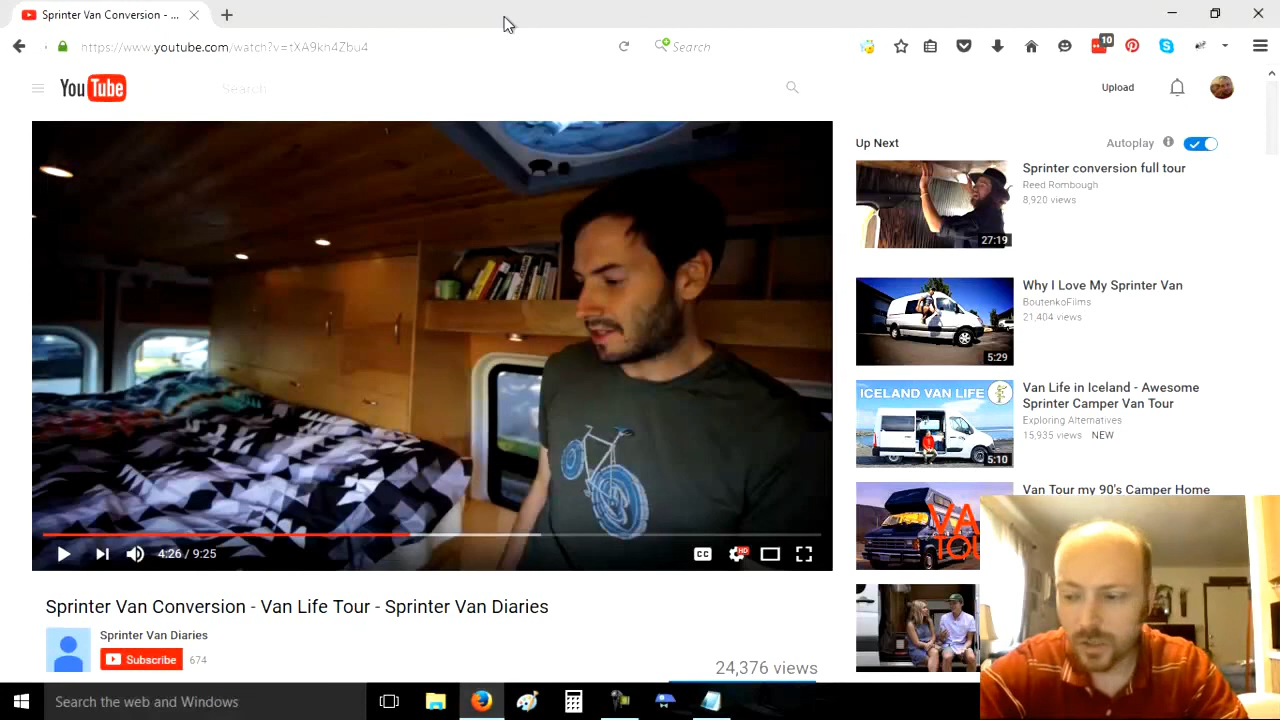 Sprinter Van Conversion - ...
https://www.youtube.com/watch?v=tXA9kh4Zbu4
Search
10
YouTube
Search
Upload
Up Next
Autoplay
Sprinter conversion full tour
Reed Rombough
8,920 views
27:19
Why I Love My Sprinter Van
BoutenkoFilms
21,404 views
5:29
ICELAND VAN LIFE
Van Life in Iceland - Awesome
Sprinter Camper Van Tour
Exploring Alternatives
15,935 views NEW
5:10
Van Tour my 90's Camper Home
4:26 / 9:25
CC
HD
Sprinter Van Conversion - Van Life Tour - Sprinter Van Diaries
Sprinter Van Diaries
Subscribe 674
24,376 views
Search the web and Windows